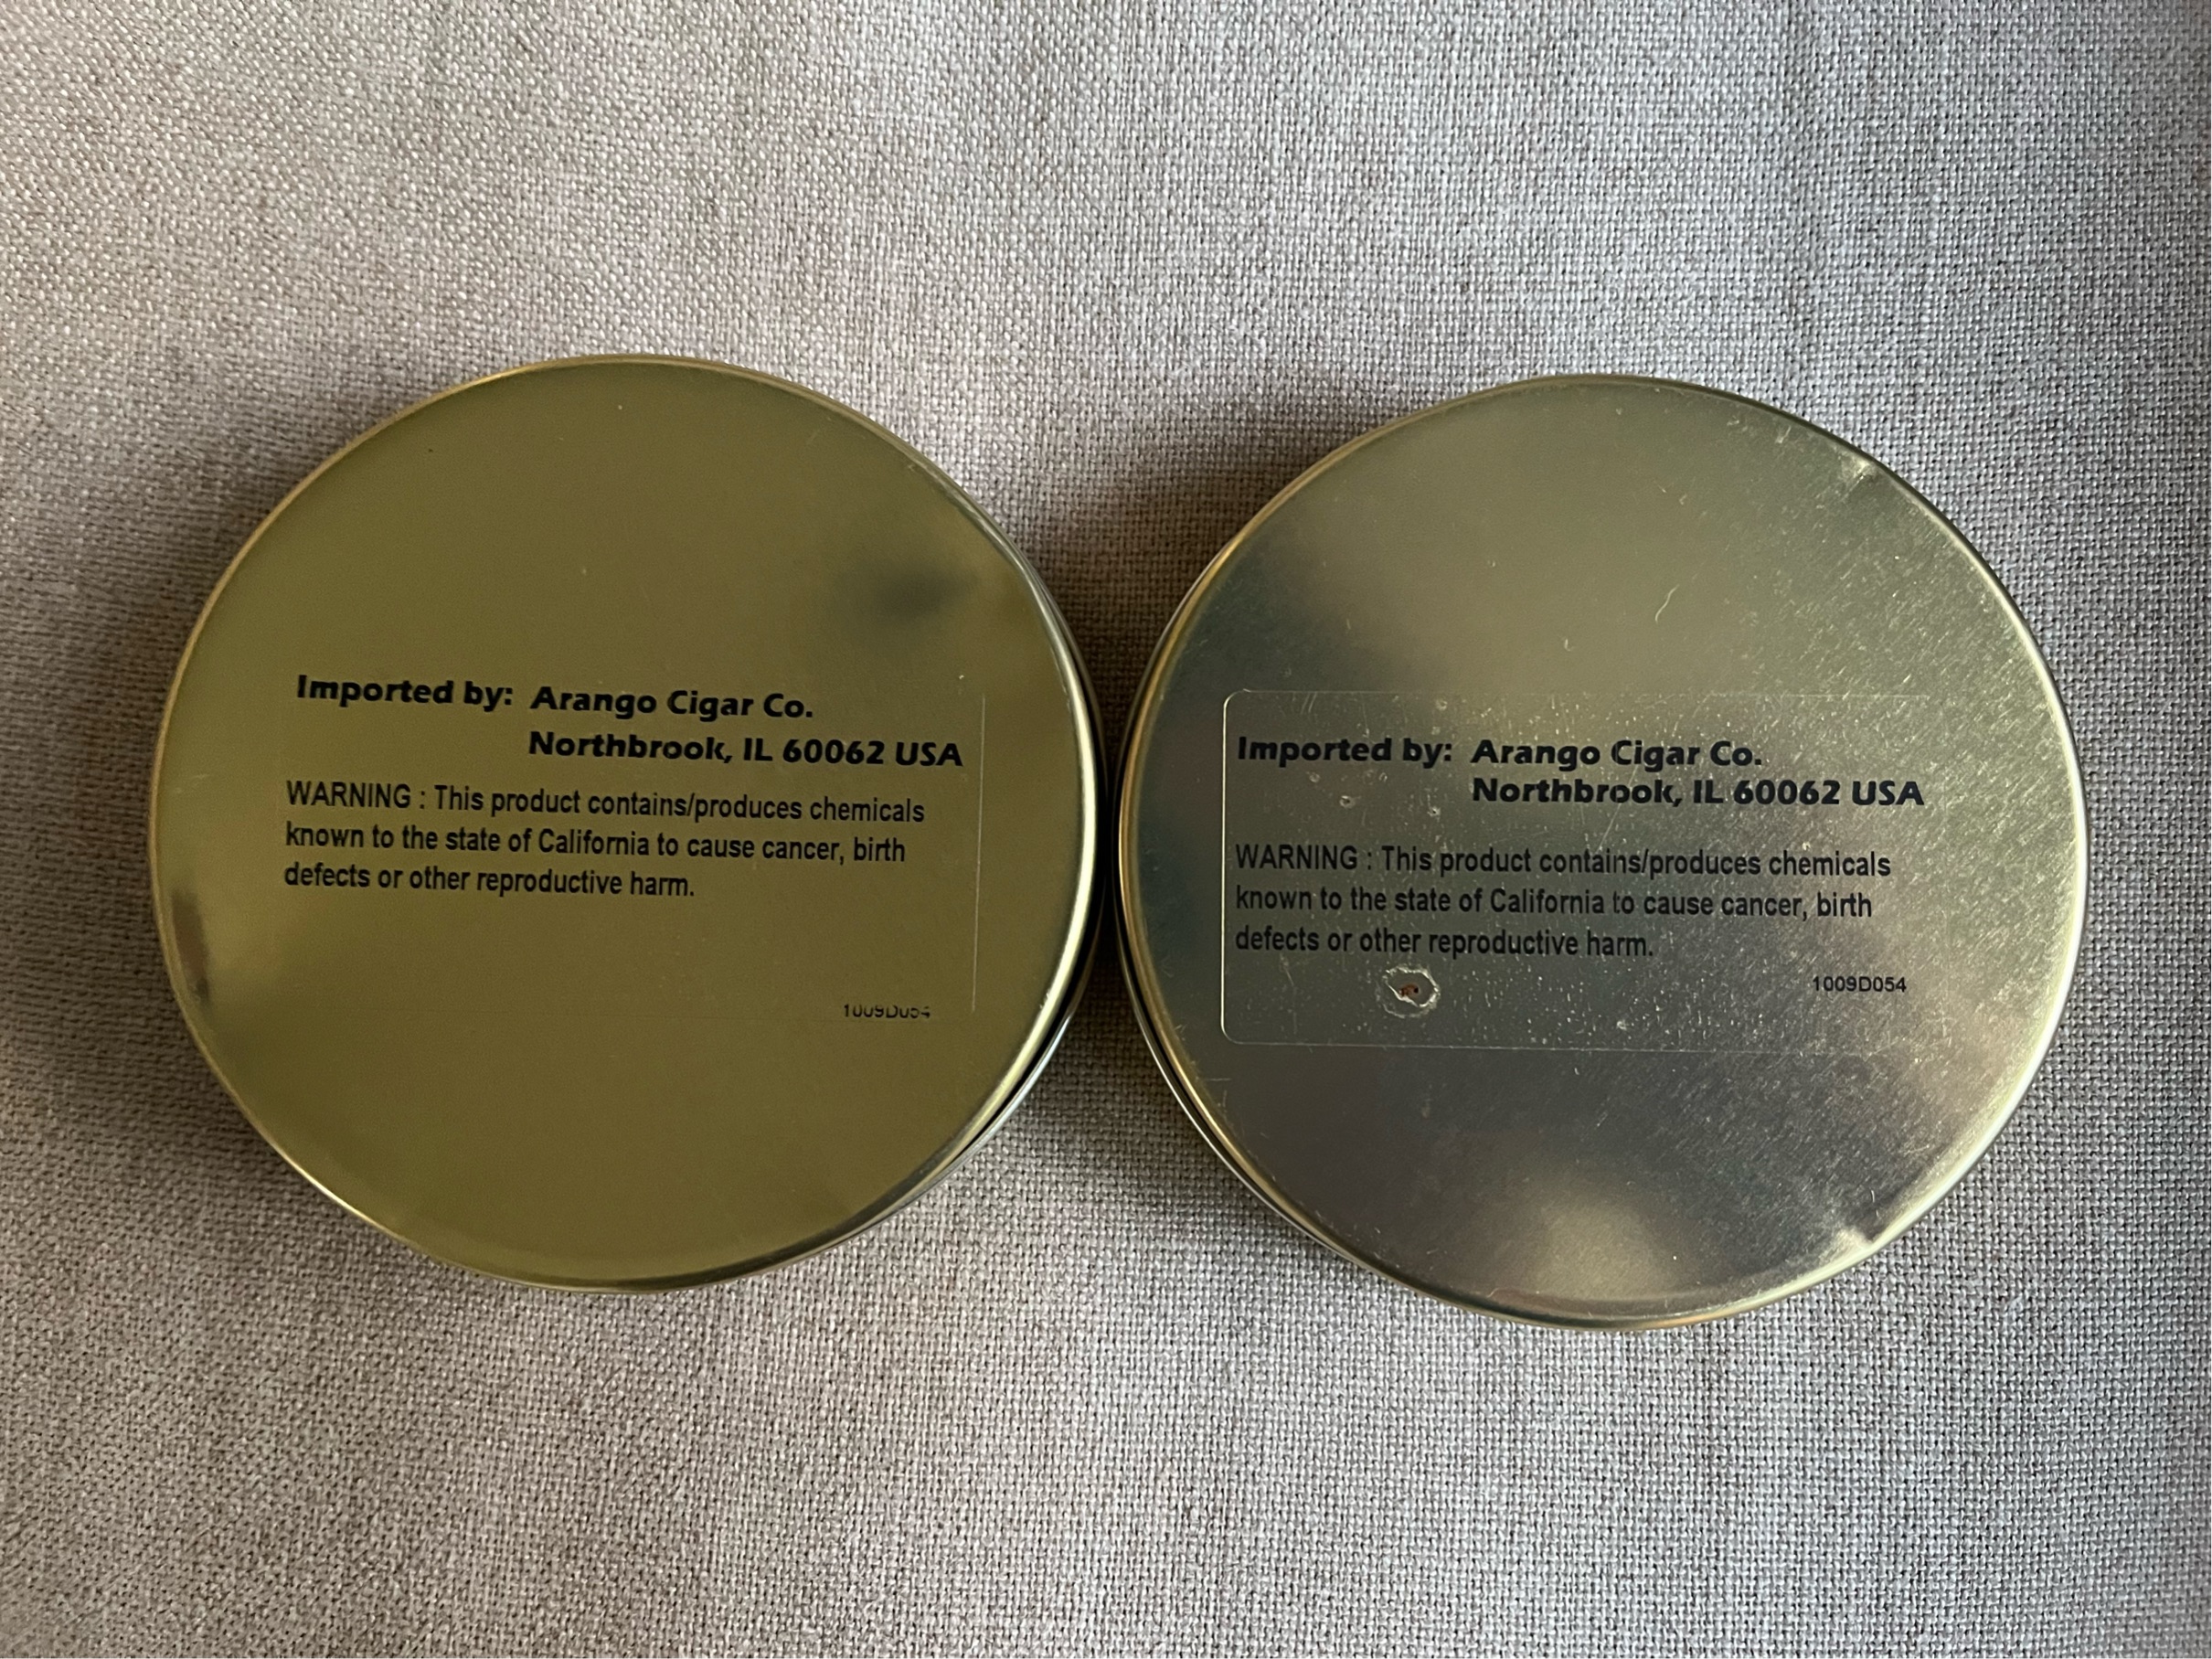 Imported by: Arango Cigar Co.
Northbrook, IL 60062 USA
WARNING : This product contains/produces chemicals
known to the state of California to cause cancer, birth
defects or other reproductive harm.
1009D054
Imported by: Arango Cigar Co.
Northbrook, IL 60062 USA
WARNING : This product contains/produces chemicals
known to the state of California to cause cancer, birth
defects or other reproductive harm.
1009D054